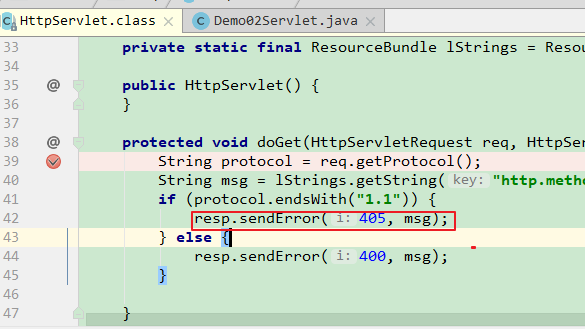 HttpServlet.class Demo02Servlet.java
33 private static final ResourceBundle lStrings = Resou
34
35 @ public HttpServlet() {
36 }
37
38 @ protected void doGet(HttpServletRequest req, HttpServ
39 String protocol = req.getProtocol();
40 String msg = lStrings.getString( key: "http.metho
41 if (protocol.endsWith("1.1")) {
42 resp.sendError( i: 405, msg);
43 } else {
44 resp.sendError( i: 400, msg);
45 }
46
47 }